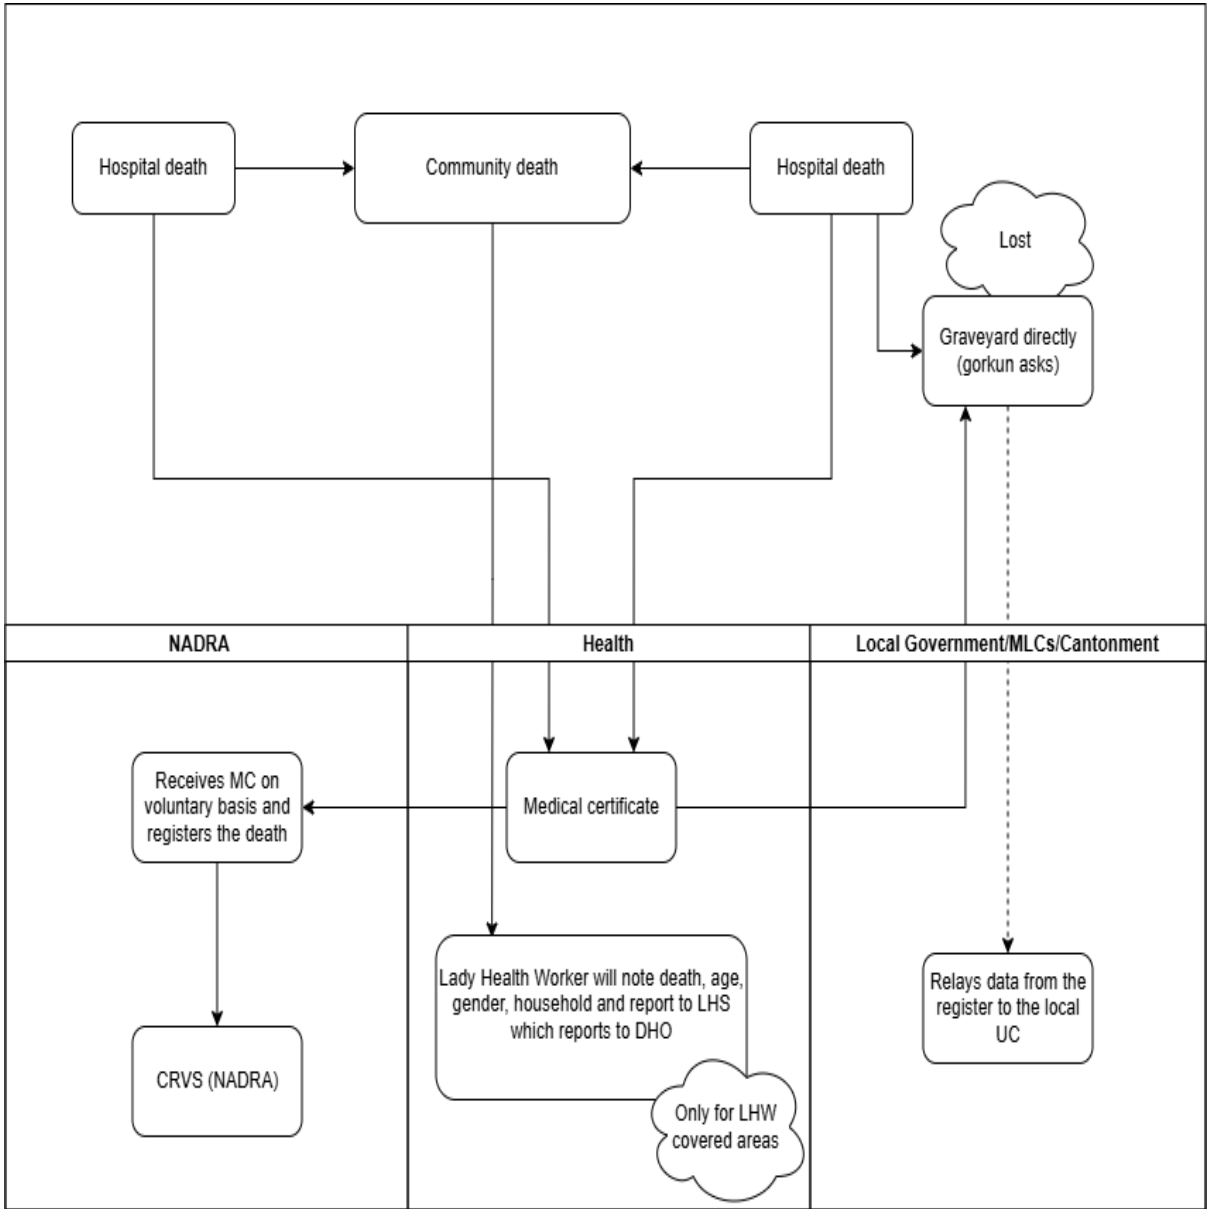 Hospital death
Community death
Hospital death
Lost
Graveyard directly
(gorkun asks)
NADRA
Health
Local Government/MLCs/Cantonment
Receives MC on
voluntary basis and
registers the death
Medical certificate
Lady Health Worker will note death, age,
gender, household and report to LHS
which reports to DHO
Relays data from the
register to the local
UC
CRVS (NADRA)
Only for LHW
covered areas